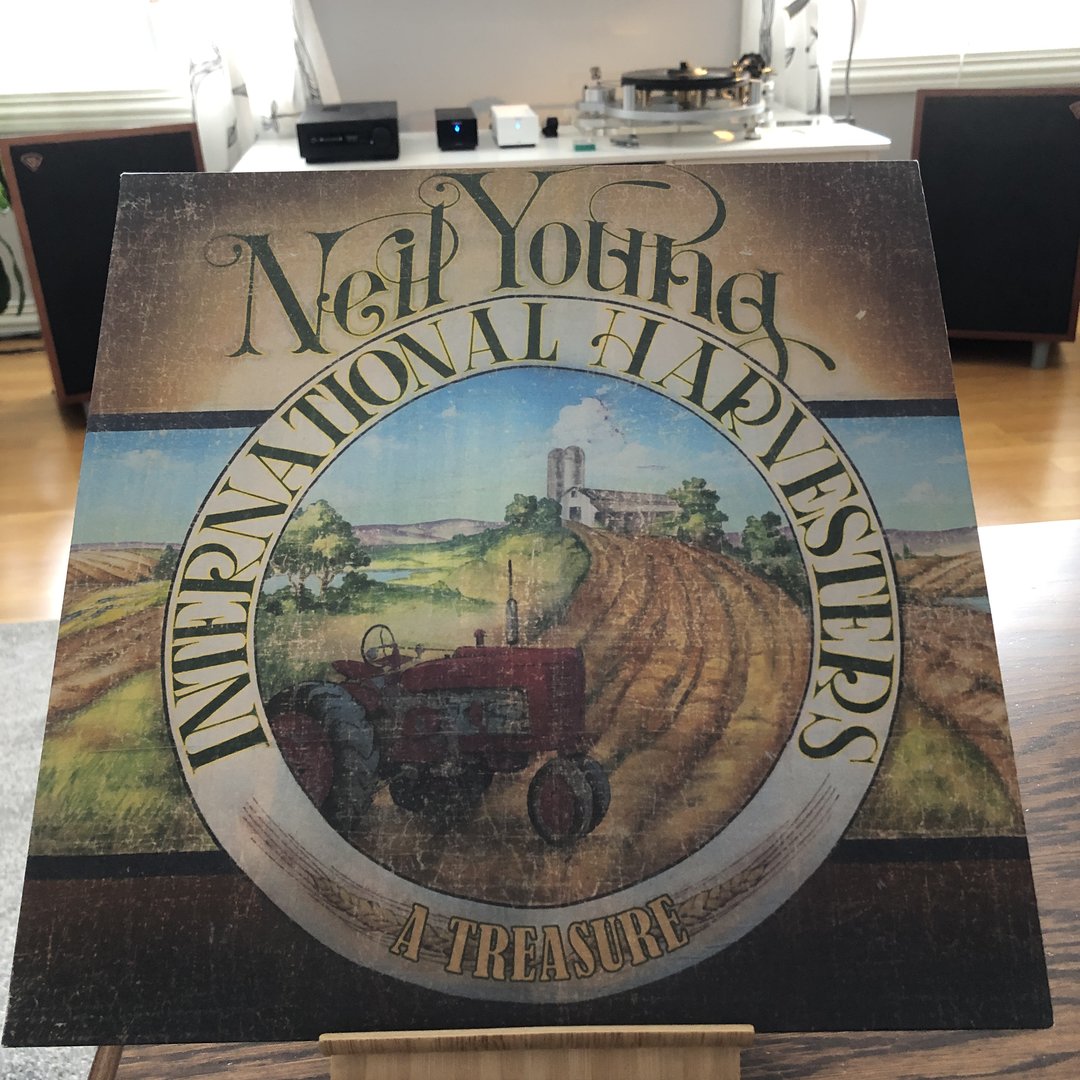 Neil Young
INTERNATIONAL HARVESTERS
A TREASURE